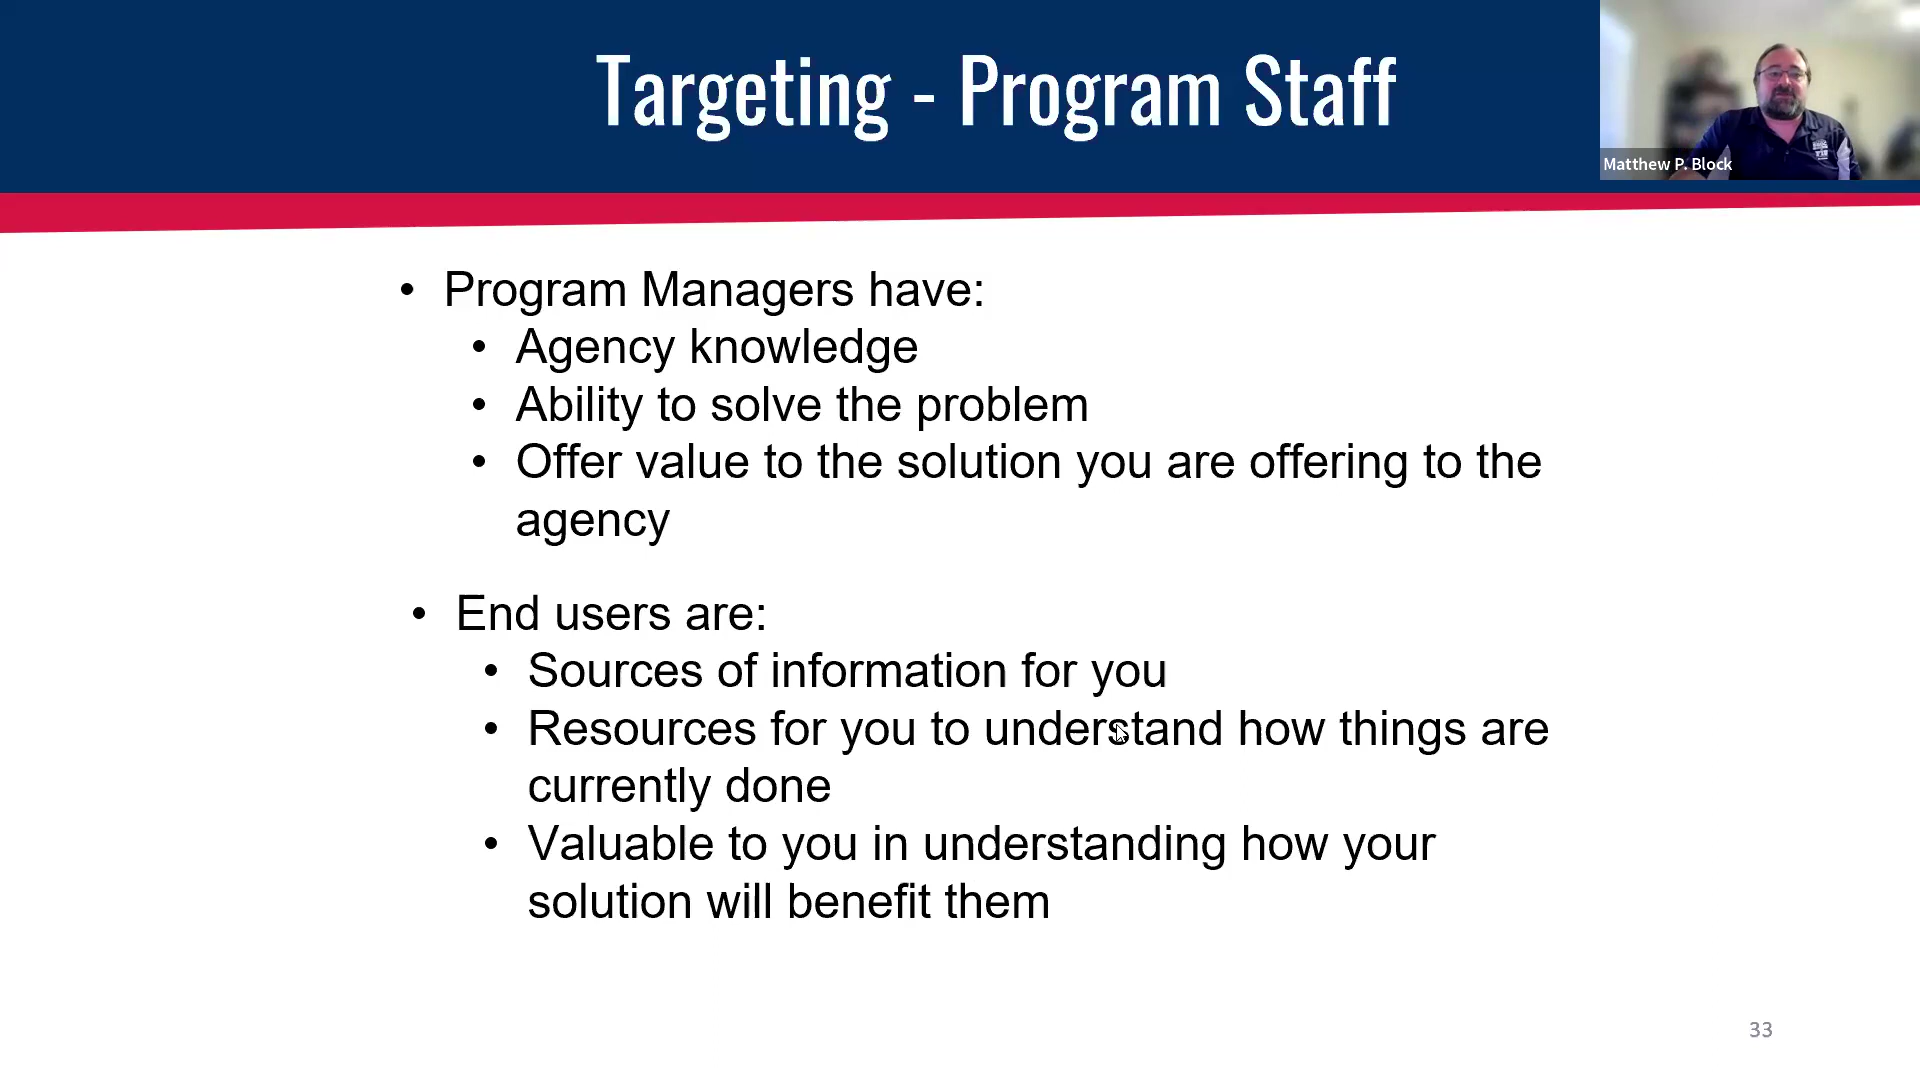 Targeting - Program Staff
Matthew P. Block
• Program Managers have:
• Agency knowledge
• Ability to solve the problem
• Offer value to the solution you are offering to the
agency
• End users are:
• Sources of information for you
• Resources for you to understand how things are
currently done
• Valuable to you in understanding how your
solution will benefit them
33